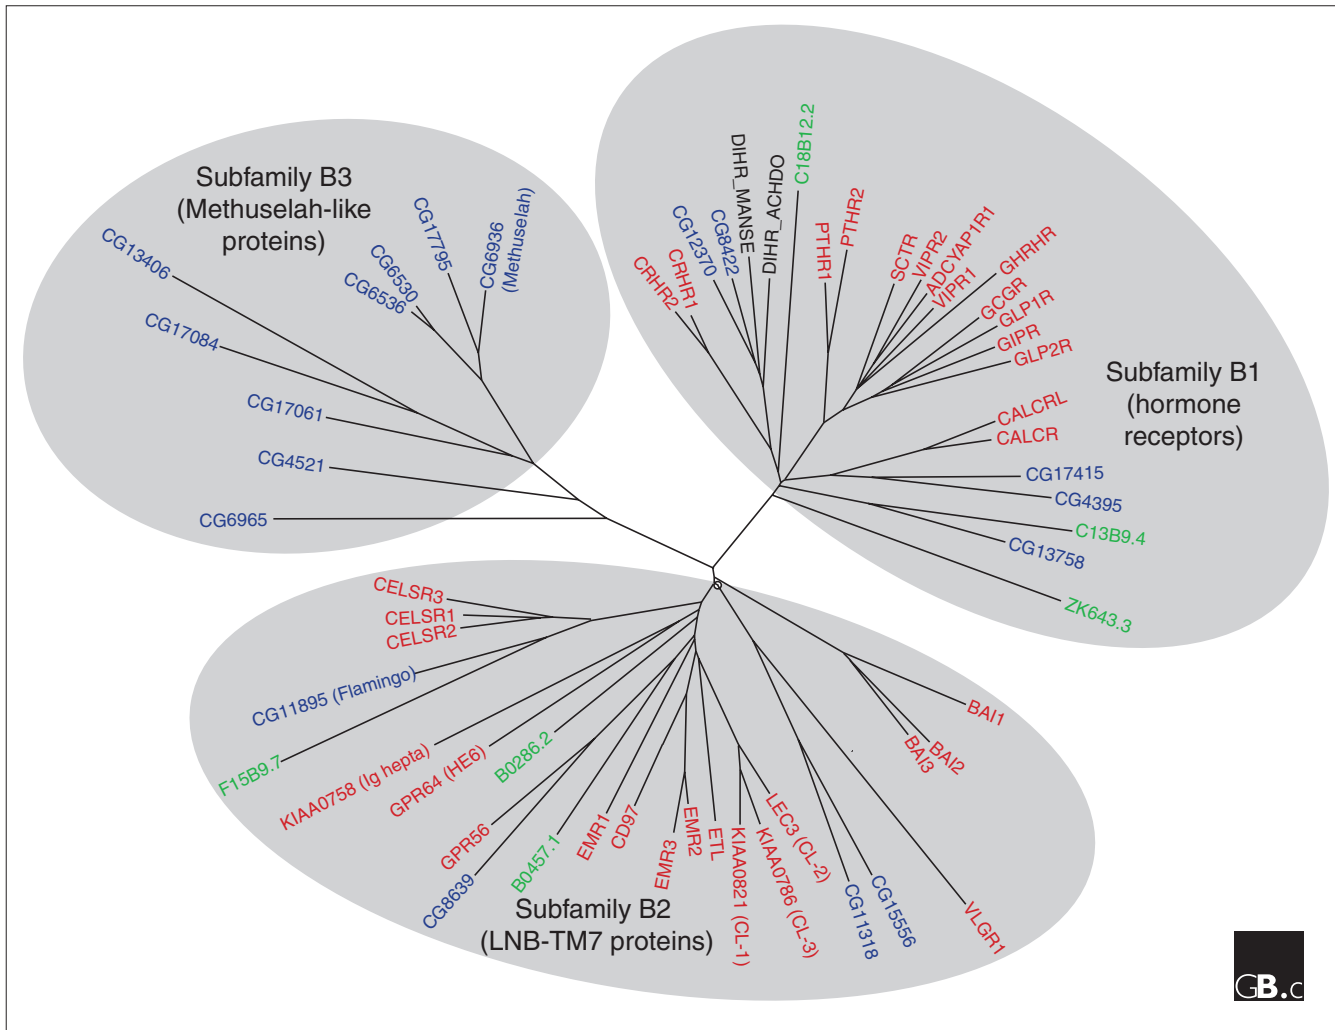 Subfamily B3
(Methuselah-like
proteins)
CG13406
CG17084
CG17061
CG4521
CG6965
CG6536
CG6530
CG17795
CG6936
(Methuselah)
CRHR2
CRHR1
CG12370
CG8422
DIHR_MANSE
DIHR_ACHDO
C18B12.2
PTHR1
PTHR2
SCTR
VIPR2
ADCYAP1R1
VIPR1
GHRHR
GCGR
GLP1R
GIPR
GLP2R
Subfamily B1
(hormone
receptors)
CALCRL
CALCR
CG17415
CG4395
C13B9.4
CG13758
ZK643.3
CELSR3
CELSR1
CELSR2
CG11895 (Flamingo)
F15B9.7
KIAA0758 (Ig hepta)
GPR64 (HE6)
B0286.2
GPR56
CG8639
B0457.1
EMR1
CD97
EMR3
EMR2
ETL
KIAA0821 (CL-1)
KIAA0786 (CL-3)
LEC3 (CL-2)
CG11318
CG15556
VLGR1
BAI3
BAI2
BAI1
Subfamily B2
(LNB-TM7 proteins)
GB.c